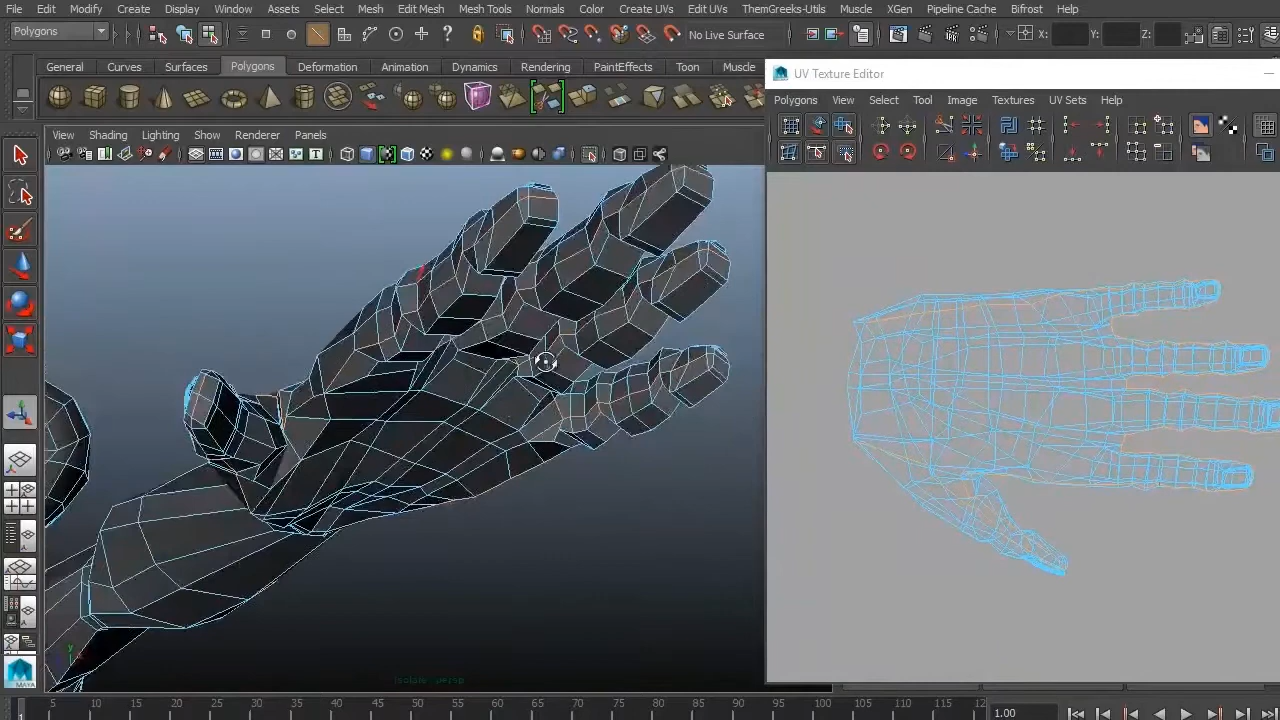 File Edit Modify Create Display Window Assets Select Mesh Edit Mesh Mesh Tools Normals Color Create UVs Edit UVs ThemGreeks-Utils Muscle XGen Pipeline Cache Bifrost Help
Polygons No Live Surface X: Y: Z:
General Curves Surfaces Polygons Deformation Animation Dynamics Rendering PaintEffects Toon Muscle
UV Texture Editor
Polygons View Select Tool Image Textures UV Sets Help
View Shading Lighting Show Renderer Panels
y
MAYA
5 10 15 20 25 30 35 40 45 50 55 60 65 70 75 80 85 90 95 100 105 110 115 12
1 1.00